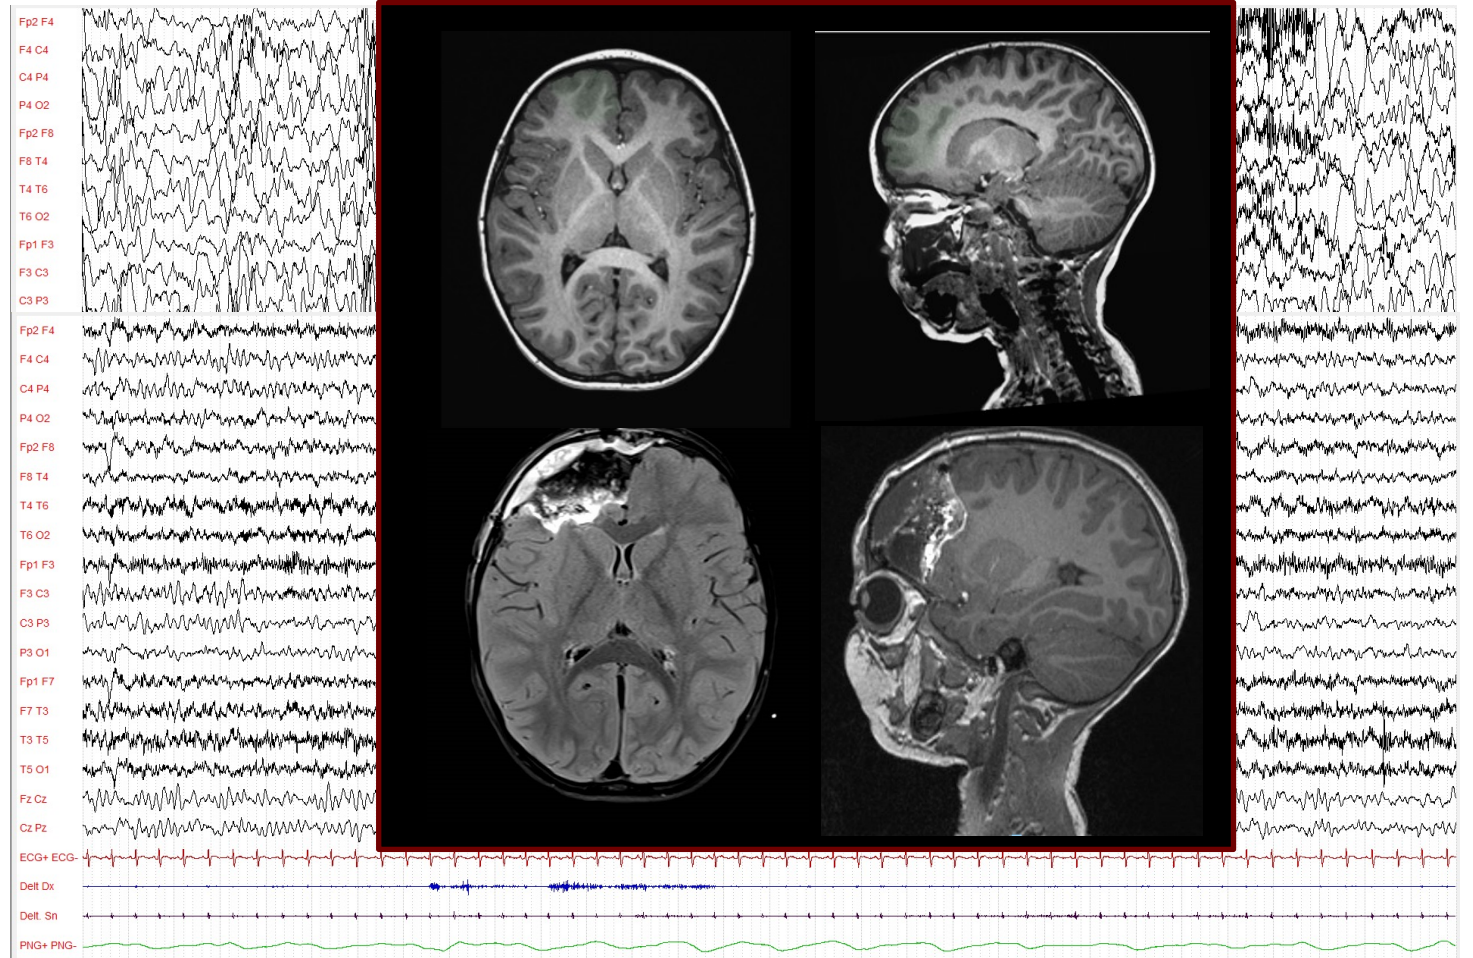 Fp2 F4
F4 C4
C4 P4
P4 O2
Fp2 F8
F8 T4
T4 T6
T6 O2
Fp1 F3
F3 C3
C3 P3
Fp2 F4
F4 C4
C4 P4
P4 O2
Fp2 F8
F8 T4
T4 T6
T6 O2
Fp1 F3
F3 C3
C3 P3
P3 O1
Fp1 F7
F7 T3
T3 T5
T5 O1
Fz Cz
Cz Pz
ECG+ ECG-
Delt Dx
Delt. Sn
PNG+ PNG-